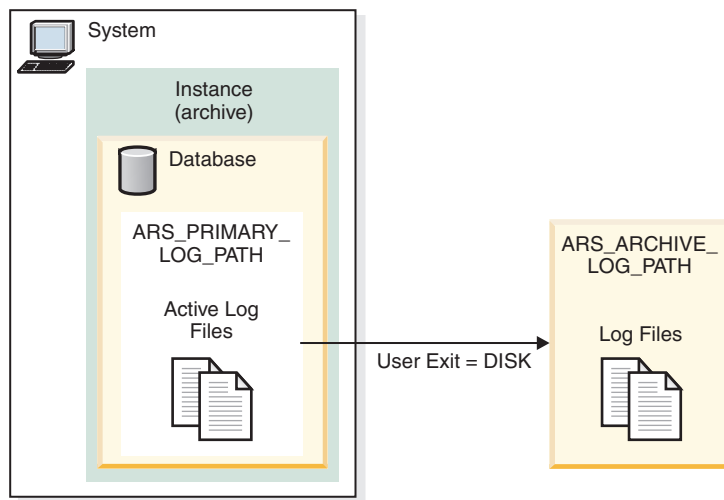 System
Instance
(archive)
Database
ARS_PRIMARY_
LOG_PATH
Active Log
Files
User Exit = DISK
ARS_ARCHIVE_
LOG_PATH
Log Files